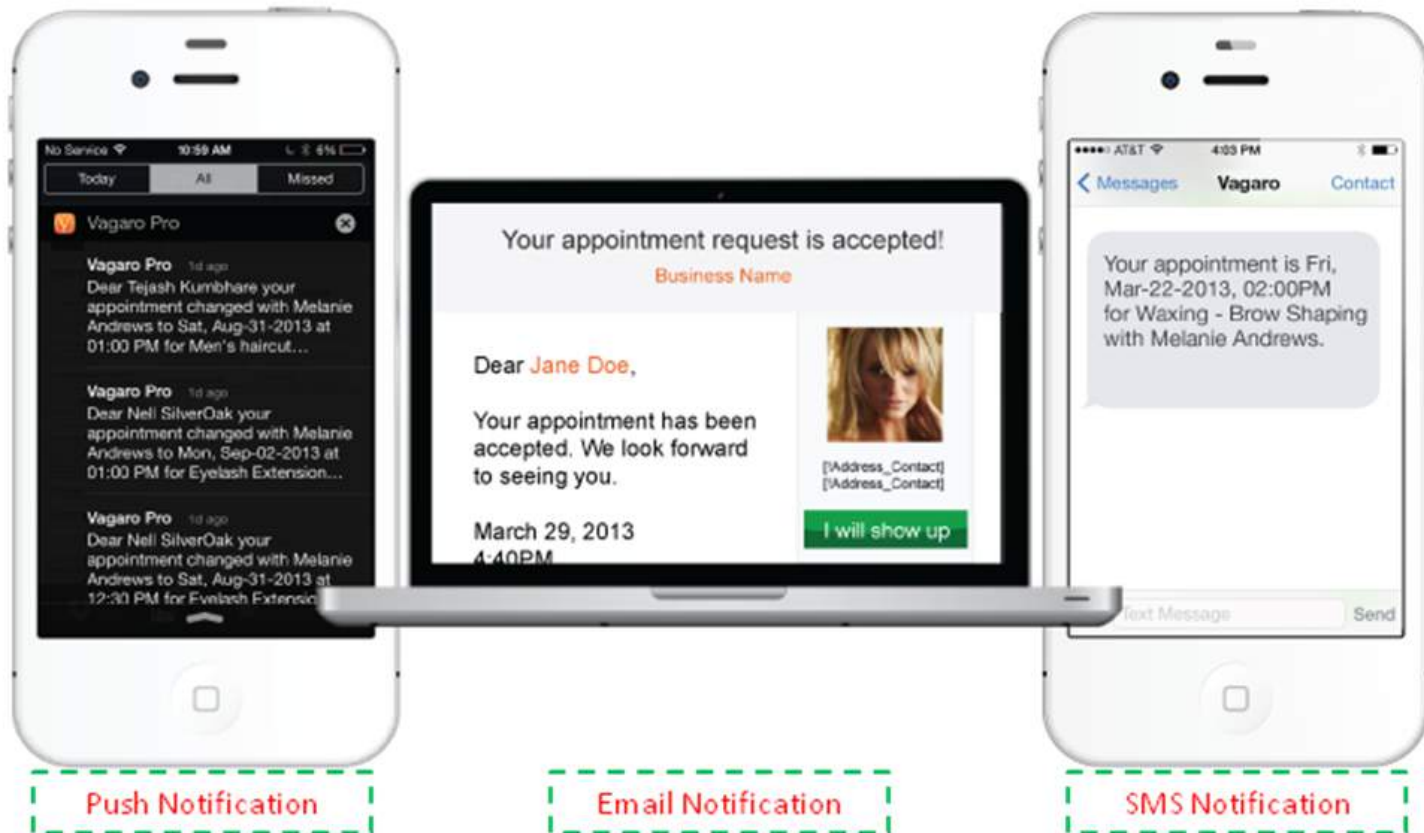 No Service
10:59 AM
6%
Today
All
Missed
Vagaro Pro
Vagaro Pro 1d ago
Dear Tejash Kumbhare your
appointment changed with Melanie
Andrews to Sat, Aug-31-2013 at
01:00 PM for Men's haircut...
Vagaro Pro 1d ago
Dear Nell SilverOak your
appointment changed with Melanie
Andrews to Mon, Sep-02-2013 at
01:00 PM for Eyelash Extension...
Vagaro Pro 1d ago
Dear Nell SilverOak your
appointment changed with Melanie
Andrews to Sat, Aug-31-2013 at
12:30 PM for Eyelash
Push Notification
Your appointment request is accepted!
Business Name
Dear Jane Doe,
Your appointment has been
accepted. We look forward
to seeing you.
March 29, 2013
4:40PM
[!Address_Contact]
[!Address_Contact]
I will show up
Email Notification
AT&T
4:03 PM
Messages
Vagaro
Contact
Your appointment is Fri,
Mar-22-2013, 02:00PM
for Waxing - Brow Shaping
with Melanie Andrews.
Text Message
Send
SMS Notification